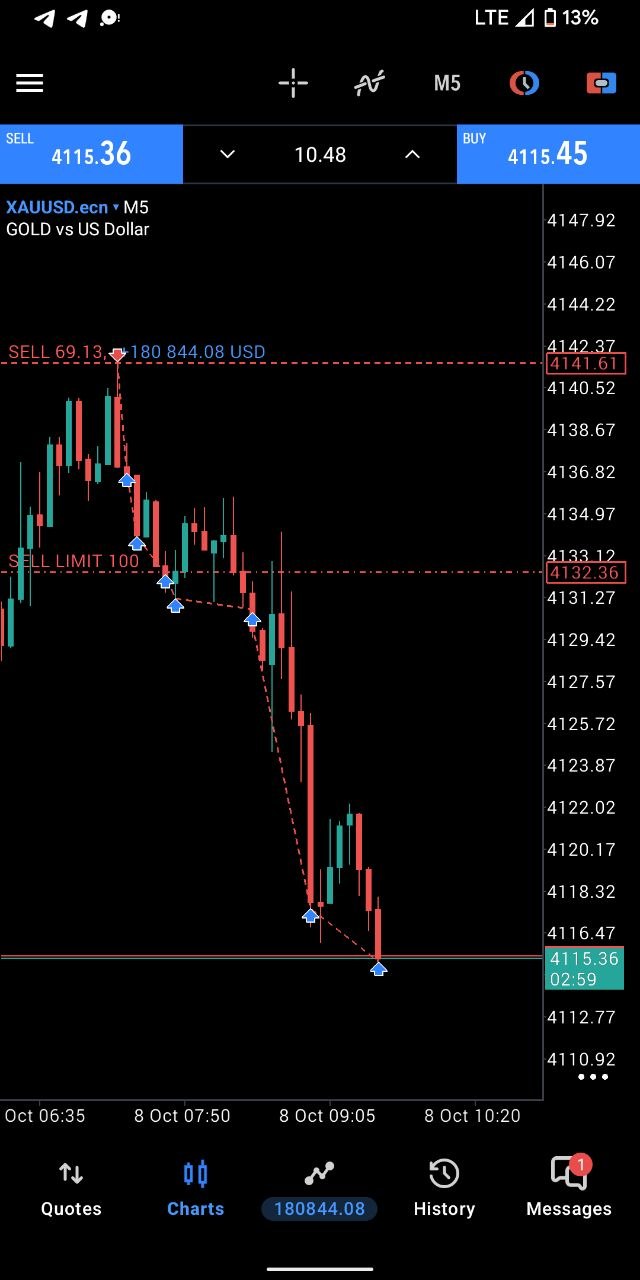 LTE 13%
M5
SELL
4115.36
10.48
BUY
4115.45
XAUUSD.ecn M5
GOLD vs US Dollar
4147.92
4146.07
4144.22
4142.37
SELL 69.13, +180 844.08 USD
4141.61
4140.52
4138.67
4136.82
4134.97
4133.12
SELL LIMIT 100
4132.36
4131.27
4129.42
4127.57
4125.72
4123.87
4122.02
4120.17
4118.32
4116.47
4115.36
02:59
4112.77
4110.92
Oct 06:35 8 Oct 07:50 8 Oct 09:05 8 Oct 10:20
1
Quotes Charts 180844.08 History Messages